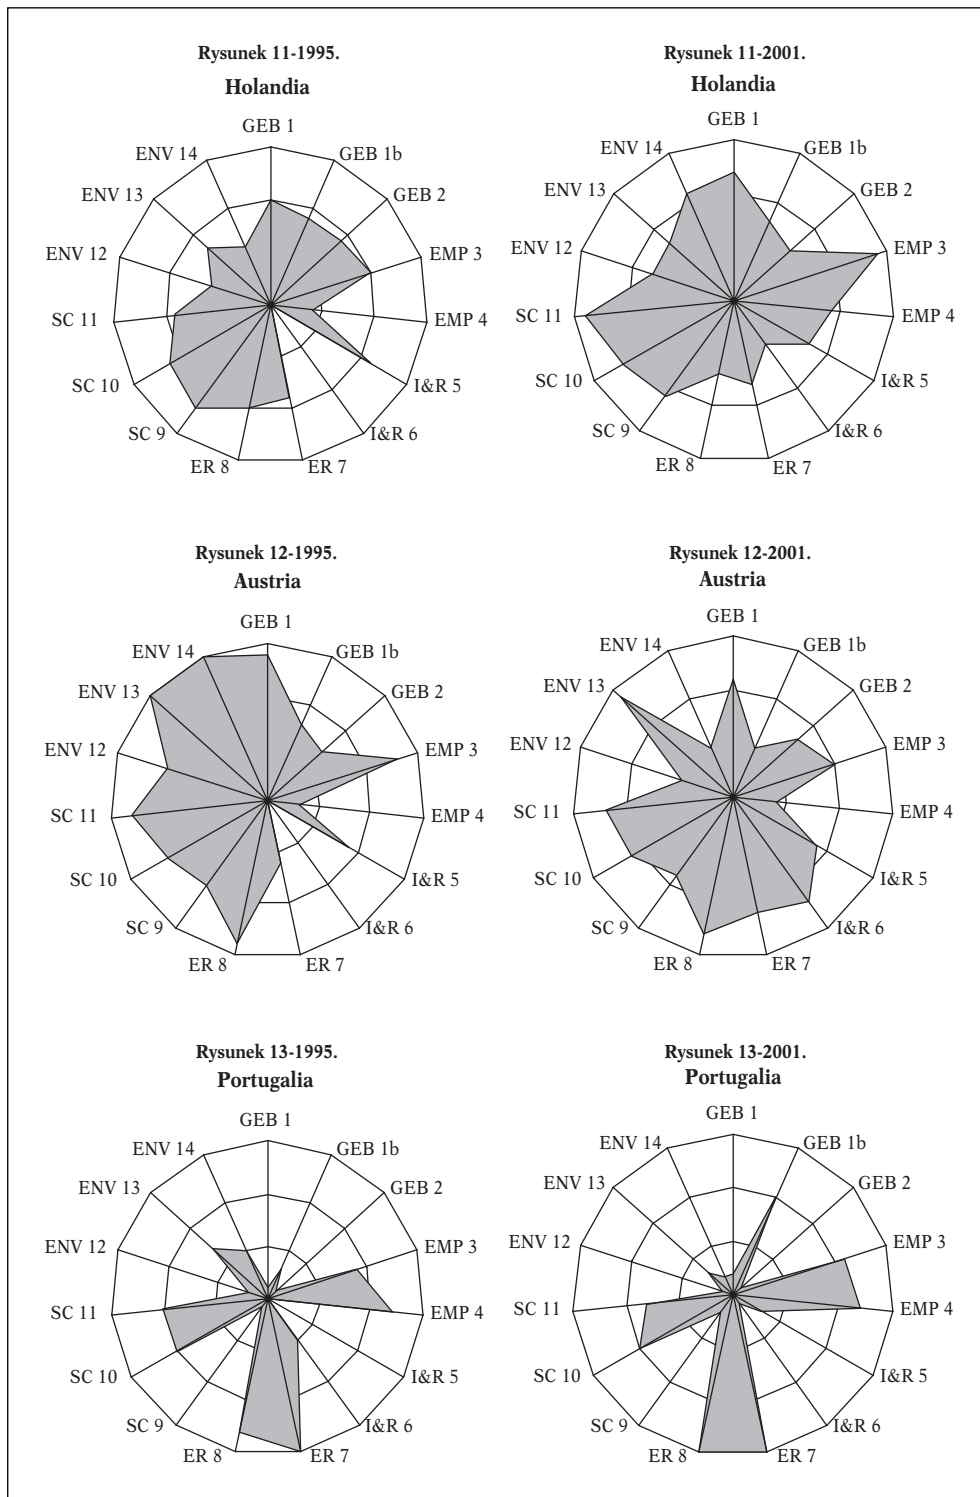 Rysunek 11-1995.
Holandia
GEB 1
GEB 1b
GEB 2
EMP 3
EMP 4
I&R 5
I&R 6
ER 7
ER 8
SC 9
SC 10
SC 11
ENV 12
ENV 13
ENV 14
Rysunek 11-2001.
Holandia
GEB 1
GEB 1b
GEB 2
EMP 3
EMP 4
I&R 5
I&R 6
ER 7
ER 8
SC 9
SC 10
SC 11
ENV 12
ENV 13
ENV 14
Rysunek 12-1995.
Austria
GEB 1
GEB 1b
GEB 2
EMP 3
EMP 4
I&R 5
I&R 6
ER 7
ER 8
SC 9
SC 10
SC 11
ENV 12
ENV 13
ENV 14
Rysunek 12-2001.
Austria
GEB 1
GEB 1b
GEB 2
EMP 3
EMP 4
I&R 5
I&R 6
ER 7
ER 8
SC 9
SC 10
SC 11
ENV 12
ENV 13
ENV 14
Rysunek 13-1995.
Portugalia
GEB 1
GEB 1b
GEB 2
EMP 3
EMP 4
I&R 5
I&R 6
ER 7
ER 8
SC 9
SC 10
SC 11
ENV 12
ENV 13
ENV 14
Rysunek 13-2001.
Portugalia
GEB 1
GEB 1b
GEB 2
EMP 3
EMP 4
I&R 5
I&R 6
ER 7
ER 8
SC 9
SC 10
SC 11
ENV 12
ENV 13
ENV 14